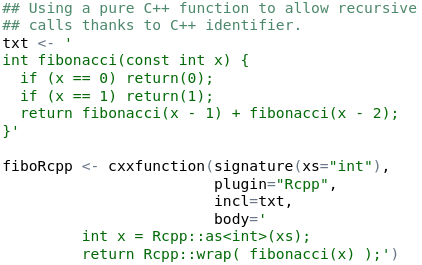 ## Using a pure C++ function to allow recursive
## calls thanks to C++ identifier.
txt <- '
int fibonacci(const int x) {
  if (x == 0) return(0);
  if (x == 1) return(1);
  return fibonacci(x - 1) + fibonacci(x - 2);
}'

fiboRcpp <- cxxfunction(signature(xs="int"),
                        plugin="Rcpp",
                        incl=txt,
                        body='
         int x = Rcpp::as<int>(xs);
         return Rcpp::wrap( fibonacci(x) );')